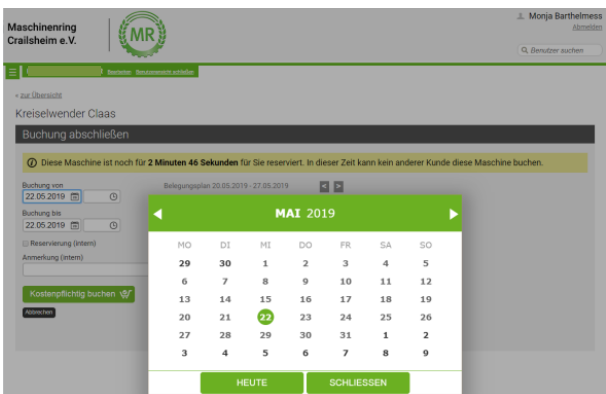 Maschinenring
Crailsheim e.V.
MR
Monja Barthelmess
Abmelden
Benutzer suchen
Bearbeiten Benutzeransicht schließen
« zur Übersicht
Kreiselwender Claas
Buchung abschließen
Diese Maschine ist noch für 2 Minuten 46 Sekunden für Sie reserviert. In dieser Zeit kann kein anderer Kunde diese Maschine buchen.
Buchung von
22.05.2019
Belegungsplan 20.05.2019 - 27.05.2019 < >
Buchung bis
22.05.2019
Reservierung (intern)
Anmerkung (intern)
Kostenpflichtig buchen
Abbrechen
MAI 2019
MO DI MI DO FR SA SO
29 30 1 2 3 4 5
6 7 8 9 10 11 12
13 14 15 16 17 18 19
20 21 22 23 24 25 26
27 28 29 30 31 1 2
3 4 5 6 7 8 9
HEUTE SCHLIESSEN